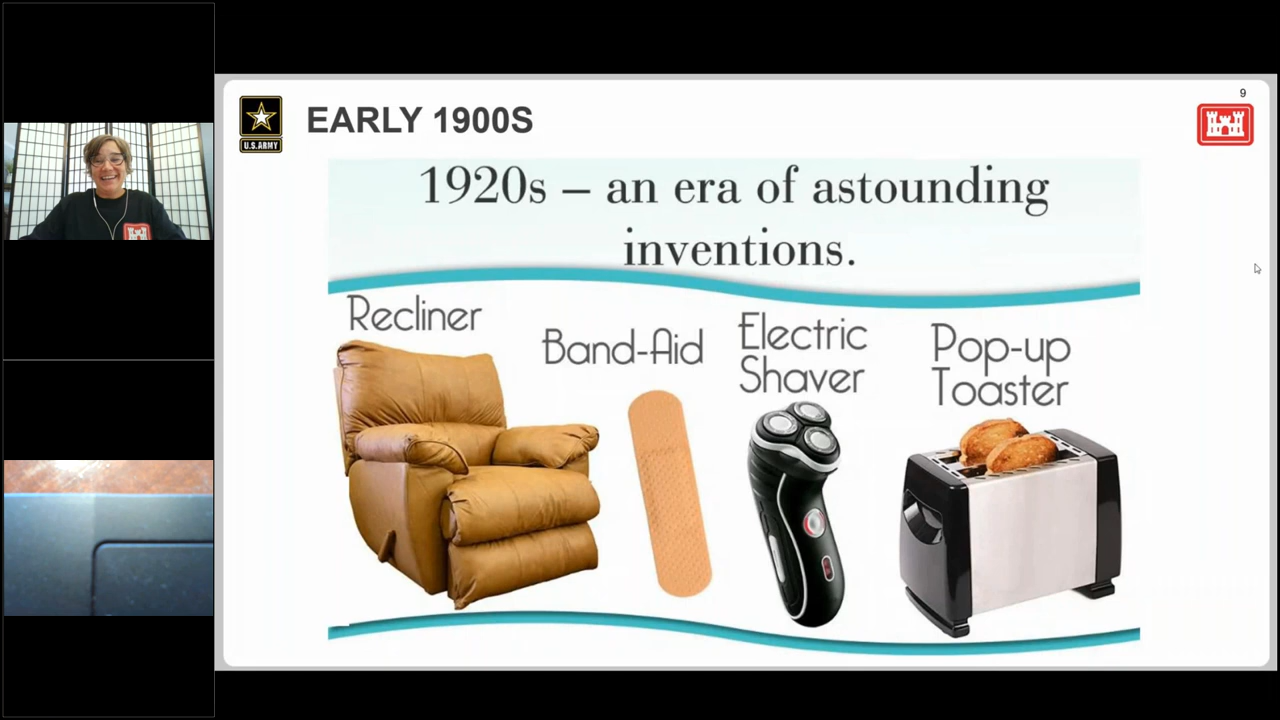 9
U.S.ARMY
EARLY 1900S
1920s – an era of astounding
inventions.
Recliner
Band-Aid
Electric
Shaver
Pop-up
Toaster